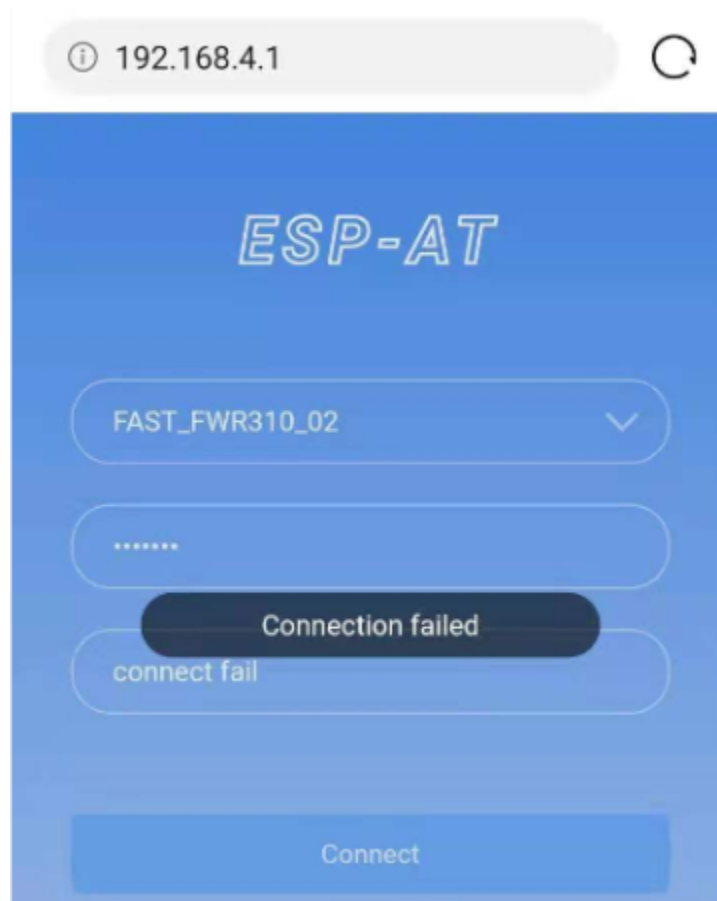 192.168.4.1
ESP-AT
FAST_FWR310_02
•••••••
Connection failed
connect fail
Connect